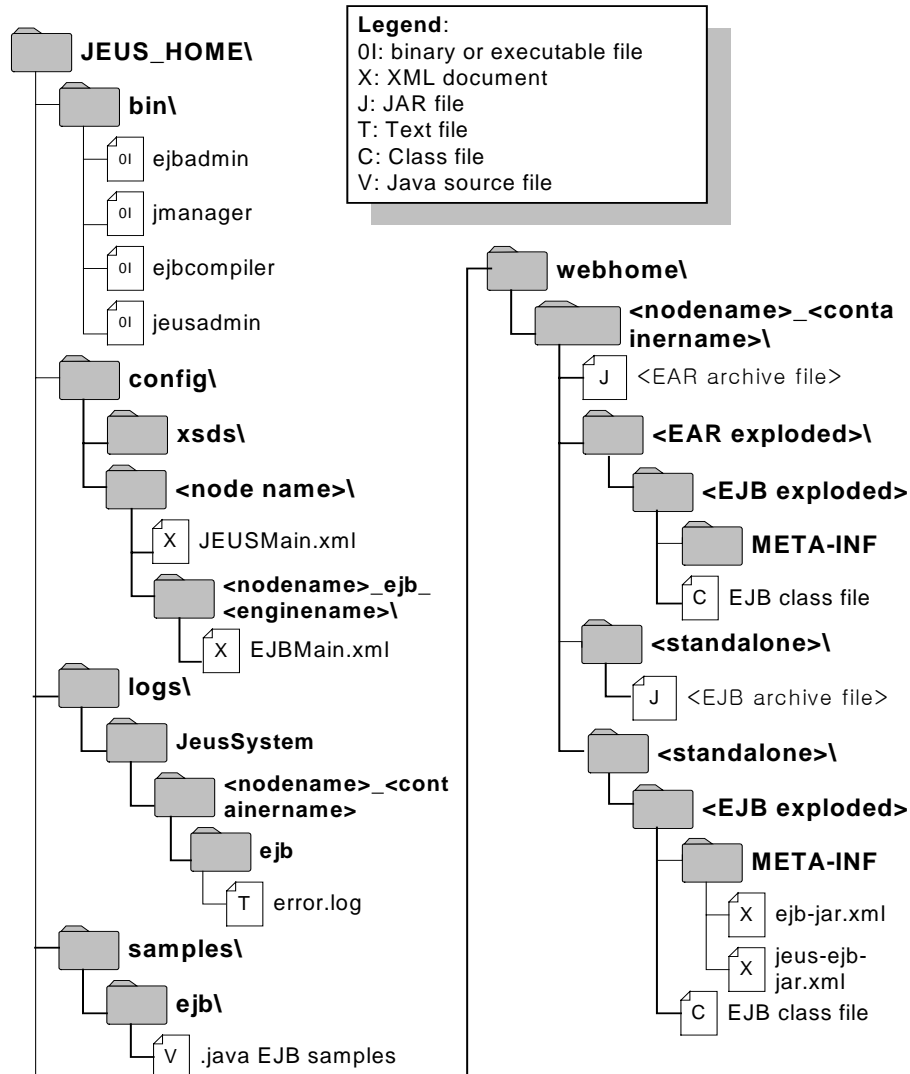 Legend:
0I: binary or executable file
X: XML document
J: JAR file
T: Text file
C: Class file
V: Java source file
JEUS_HOME\
bin\
0I ejbadmin
0I jmanager
0I ejbcompiler
0I jeusadmin
config\
xsds\
<node name>\
X JEUSMain.xml
<nodename>_ejb_
<enginename>\
X EJBMain.xml
logs\
JeusSystem
<nodename>_<cont
ainername>
ejb
T error.log
samples\
ejb\
V .java EJB samples
webhome\
<nodename>_<conta
inername>\
J <EAR archive file>
<EAR exploded>\
<EJB exploded>
META-INF
C EJB class file
<standalone>\
J <EJB archive file>
<standalone>\
<EJB exploded>
META-INF
X ejb-jar.xml
X jeus-ejb-
jar.xml
C EJB class file